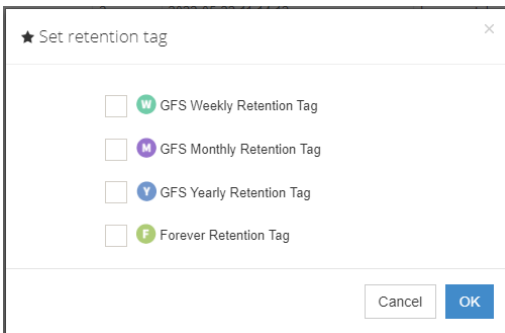 Set retention tag
W GFS Weekly Retention Tag
M GFS Monthly Retention Tag
Y GFS Yearly Retention Tag
F Forever Retention Tag
Cancel OK